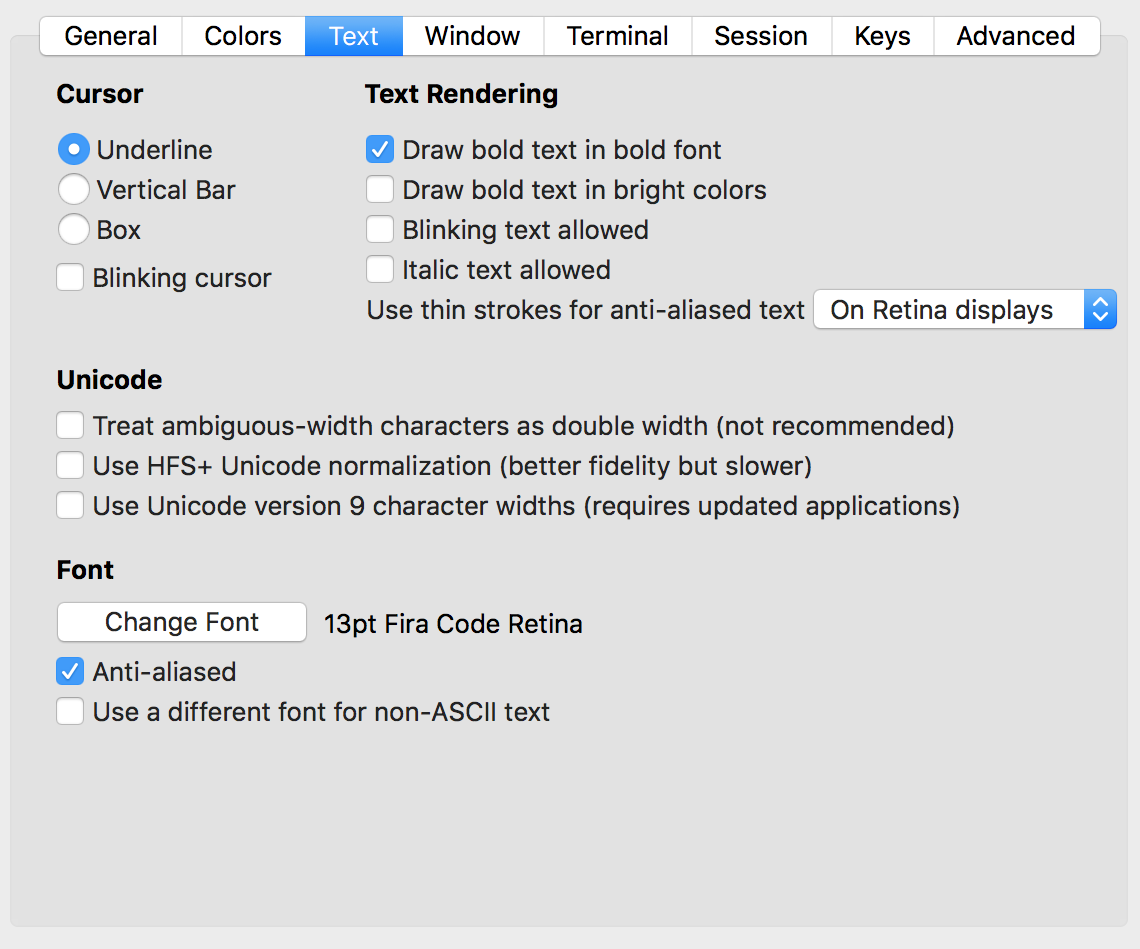 General Colors Text Window Terminal Session Keys Advanced
Cursor
Underline
Vertical Bar
Box
Blinking cursor
Text Rendering
Draw bold text in bold font
Draw bold text in bright colors
Blinking text allowed
Italic text allowed
Use thin strokes for anti-aliased text On Retina displays
Unicode
Treat ambiguous-width characters as double width (not recommended)
Use HFS+ Unicode normalization (better fidelity but slower)
Use Unicode version 9 character widths (requires updated applications)
Font
Change Font 13pt Fira Code Retina
Anti-aliased
Use a different font for non-ASCII text